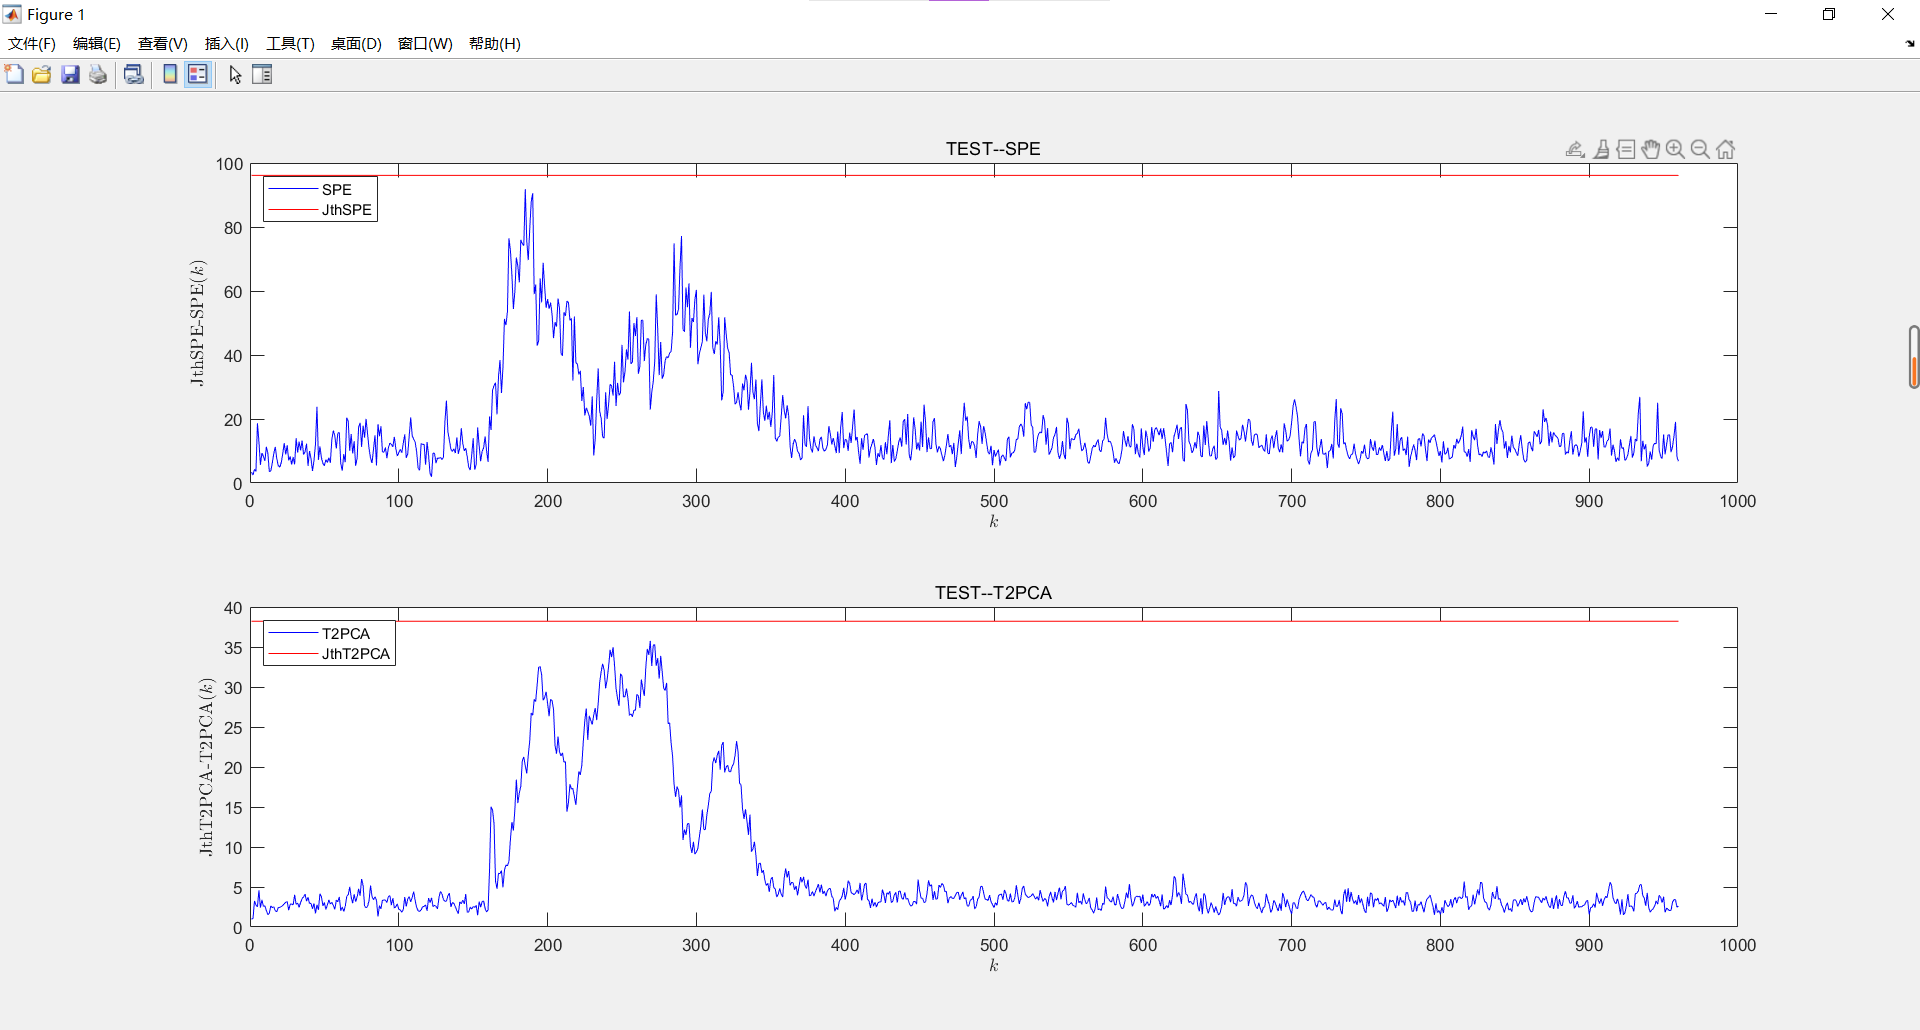 Figure 1
文件(F) 编辑(E) 查看(V) 插入(I) 工具(T) 桌面(D) 窗口(W) 帮助(H)
TEST--SPE
JthSPE-SPE(k)
100
80
60
40
20
0
SPE
JthSPE
0 100 200 300 400 500 600 700 800 900 1000
k
TEST--T2PCA
JthT2PCA-T2PCA(k)
40
35
30
25
20
15
10
5
0
T2PCA
JthT2PCA
0 100 200 300 400 500 600 700 800 900 1000
k